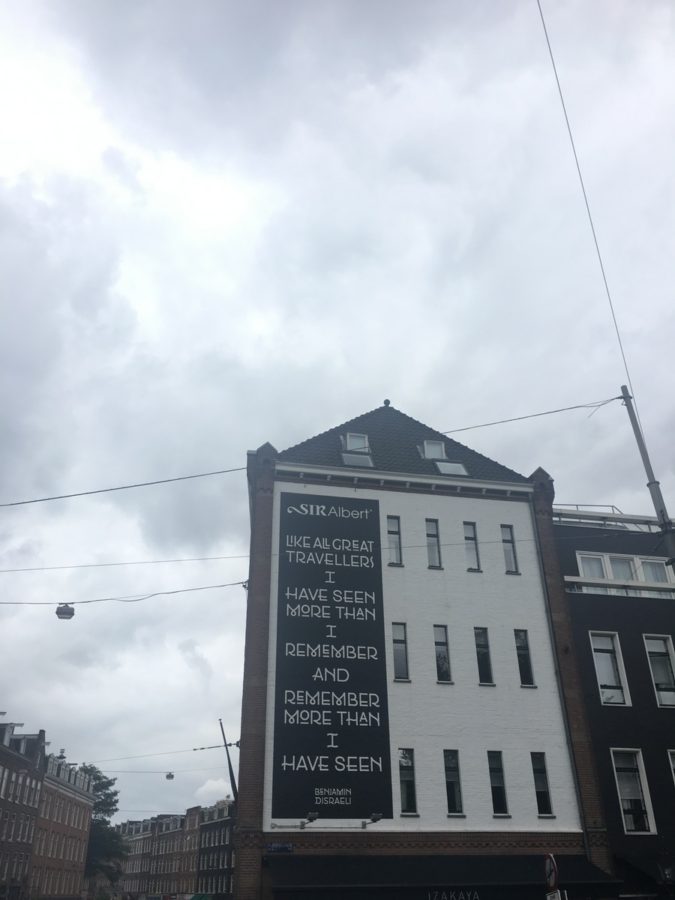 SIR Albert
LIKE ALL GREAT
TRAVELLERS
I
HAVE SEEN
MORE THAN
I
REMEMBER
AND
REMEMBER
MORE THAN
I
HAVE SEEN
BENJAMIN
DISRAELI
IZAKAYA